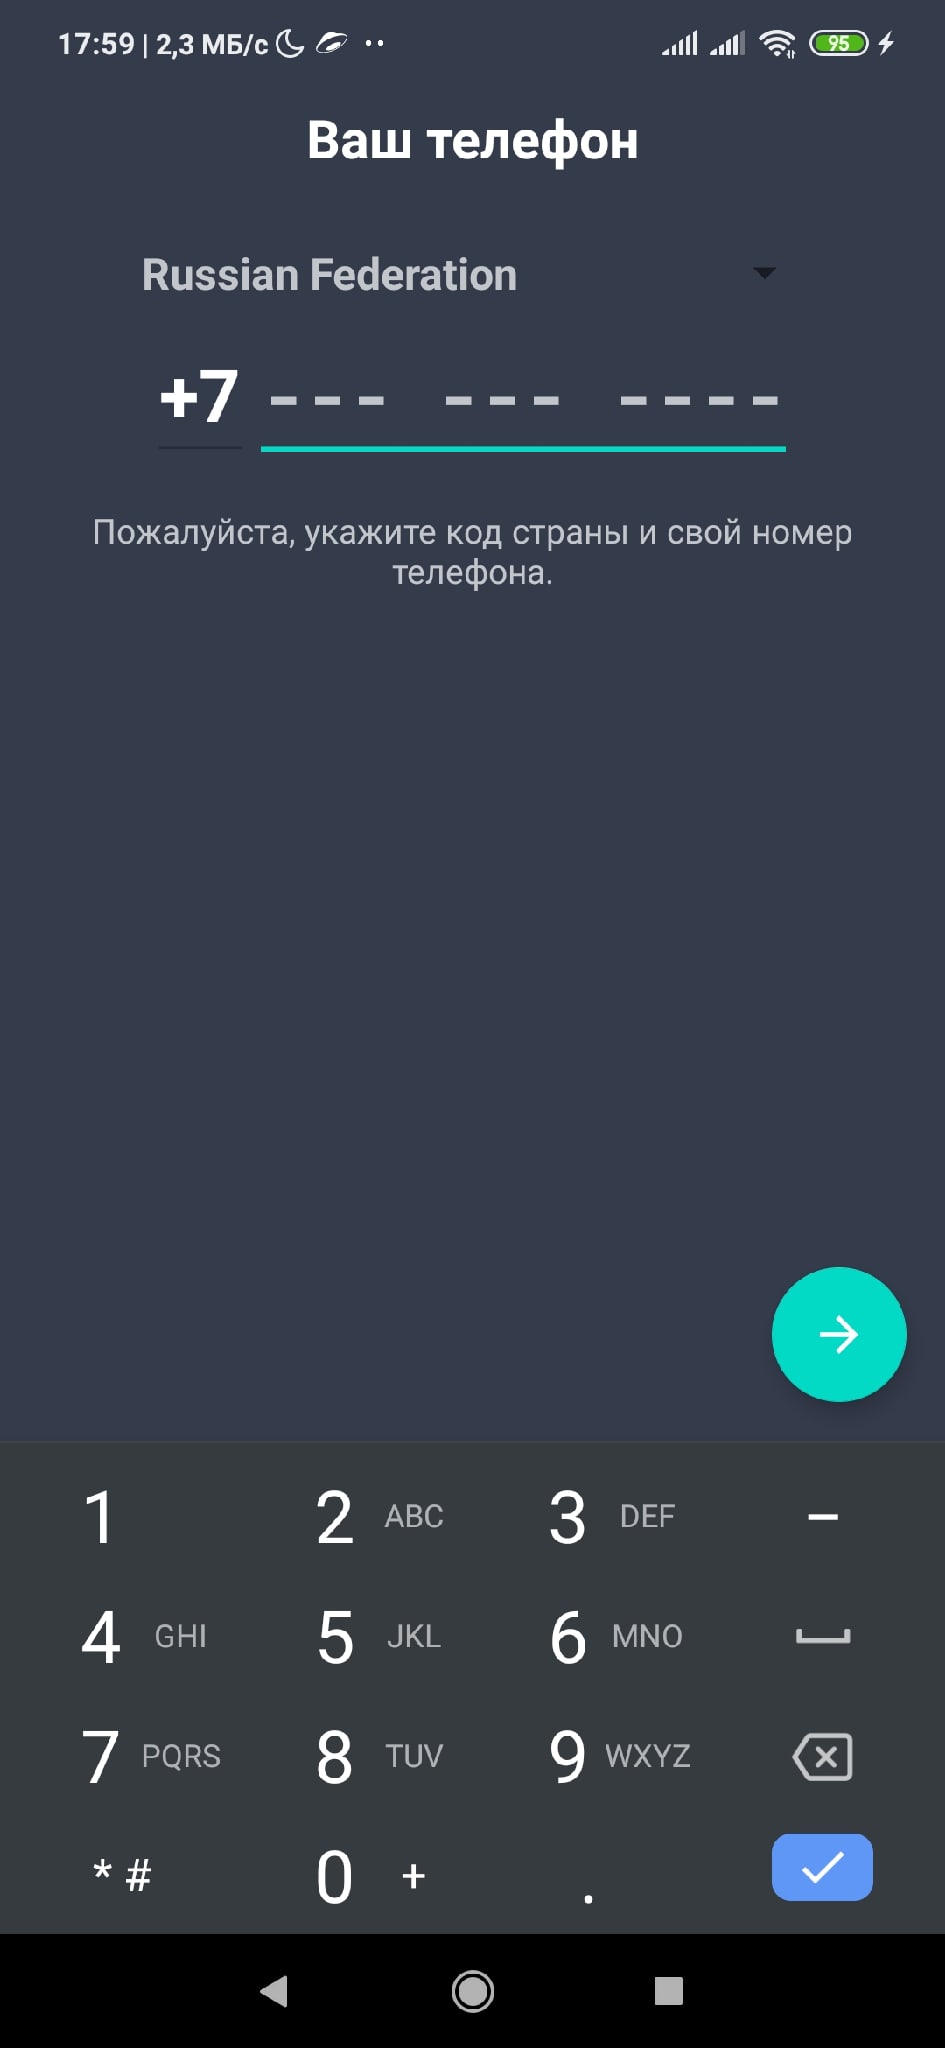 17:59 | 2,3 МБ/с 95
Ваш телефон
Russian Federation
+7 ––– ––– ––––
Пожалуйста, укажите код страны и свой номер
телефона.
1 2 ABC 3 DEF –
4 GHI 5 JKL 6 MNO
7 PQRS 8 TUV 9 WXYZ
* # 0 + .